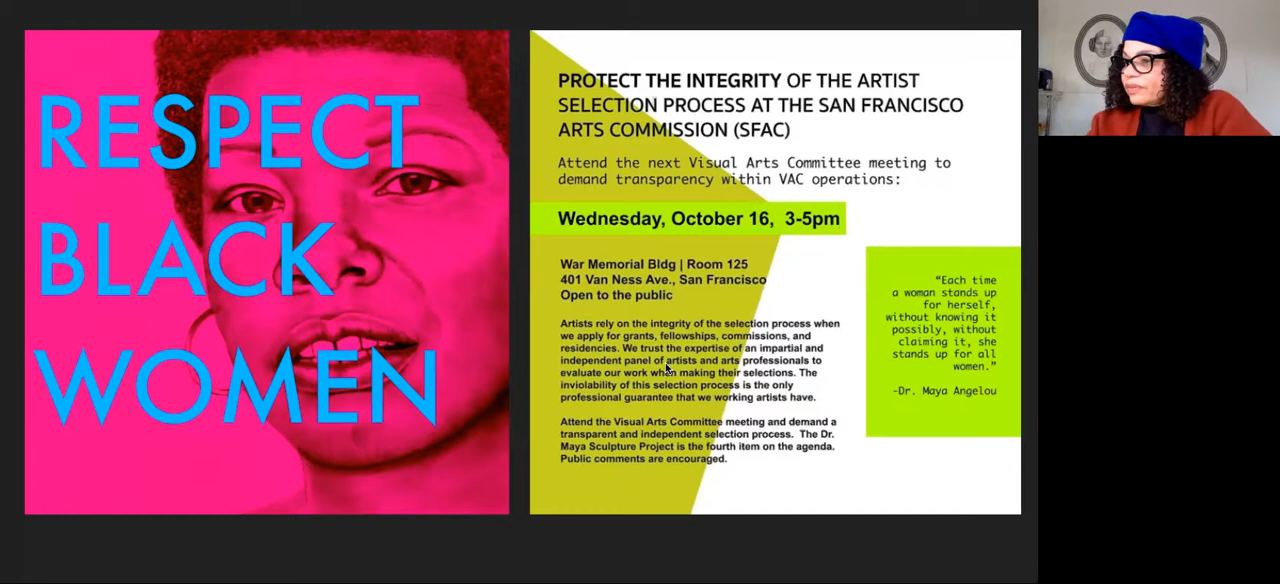 RESPECT
BLACK
WOMEN
PROTECT THE INTEGRITY OF THE ARTIST
SELECTION PROCESS AT THE SAN FRANCISCO
ARTS COMMISSION (SFAC)
Attend the next Visual Arts Committee meeting to
demand transparency within VAC operations:
Wednesday, October 16, 3-5pm
War Memorial Bldg | Room 125
401 Van Ness Ave., San Francisco
Open to the public
Artists rely on the integrity of the selection process when
we apply for grants, fellowships, commissions, and
residencies. We trust the expertise of an impartial and
independent panel of artists and arts professionals to
evaluate our work when making their selections. The
inviolability of this selection process is the only
professional guarantee that we working artists have.
Attend the Visual Arts Committee meeting and demand a
transparent and independent selection process. The Dr.
Maya Sculpture Project is the fourth item on the agenda.
Public comments are encouraged.
“Each time
a woman stands up
for herself,
without knowing it
possibly, without
claiming it, she
stands up for all
women.”
-Dr. Maya Angelou